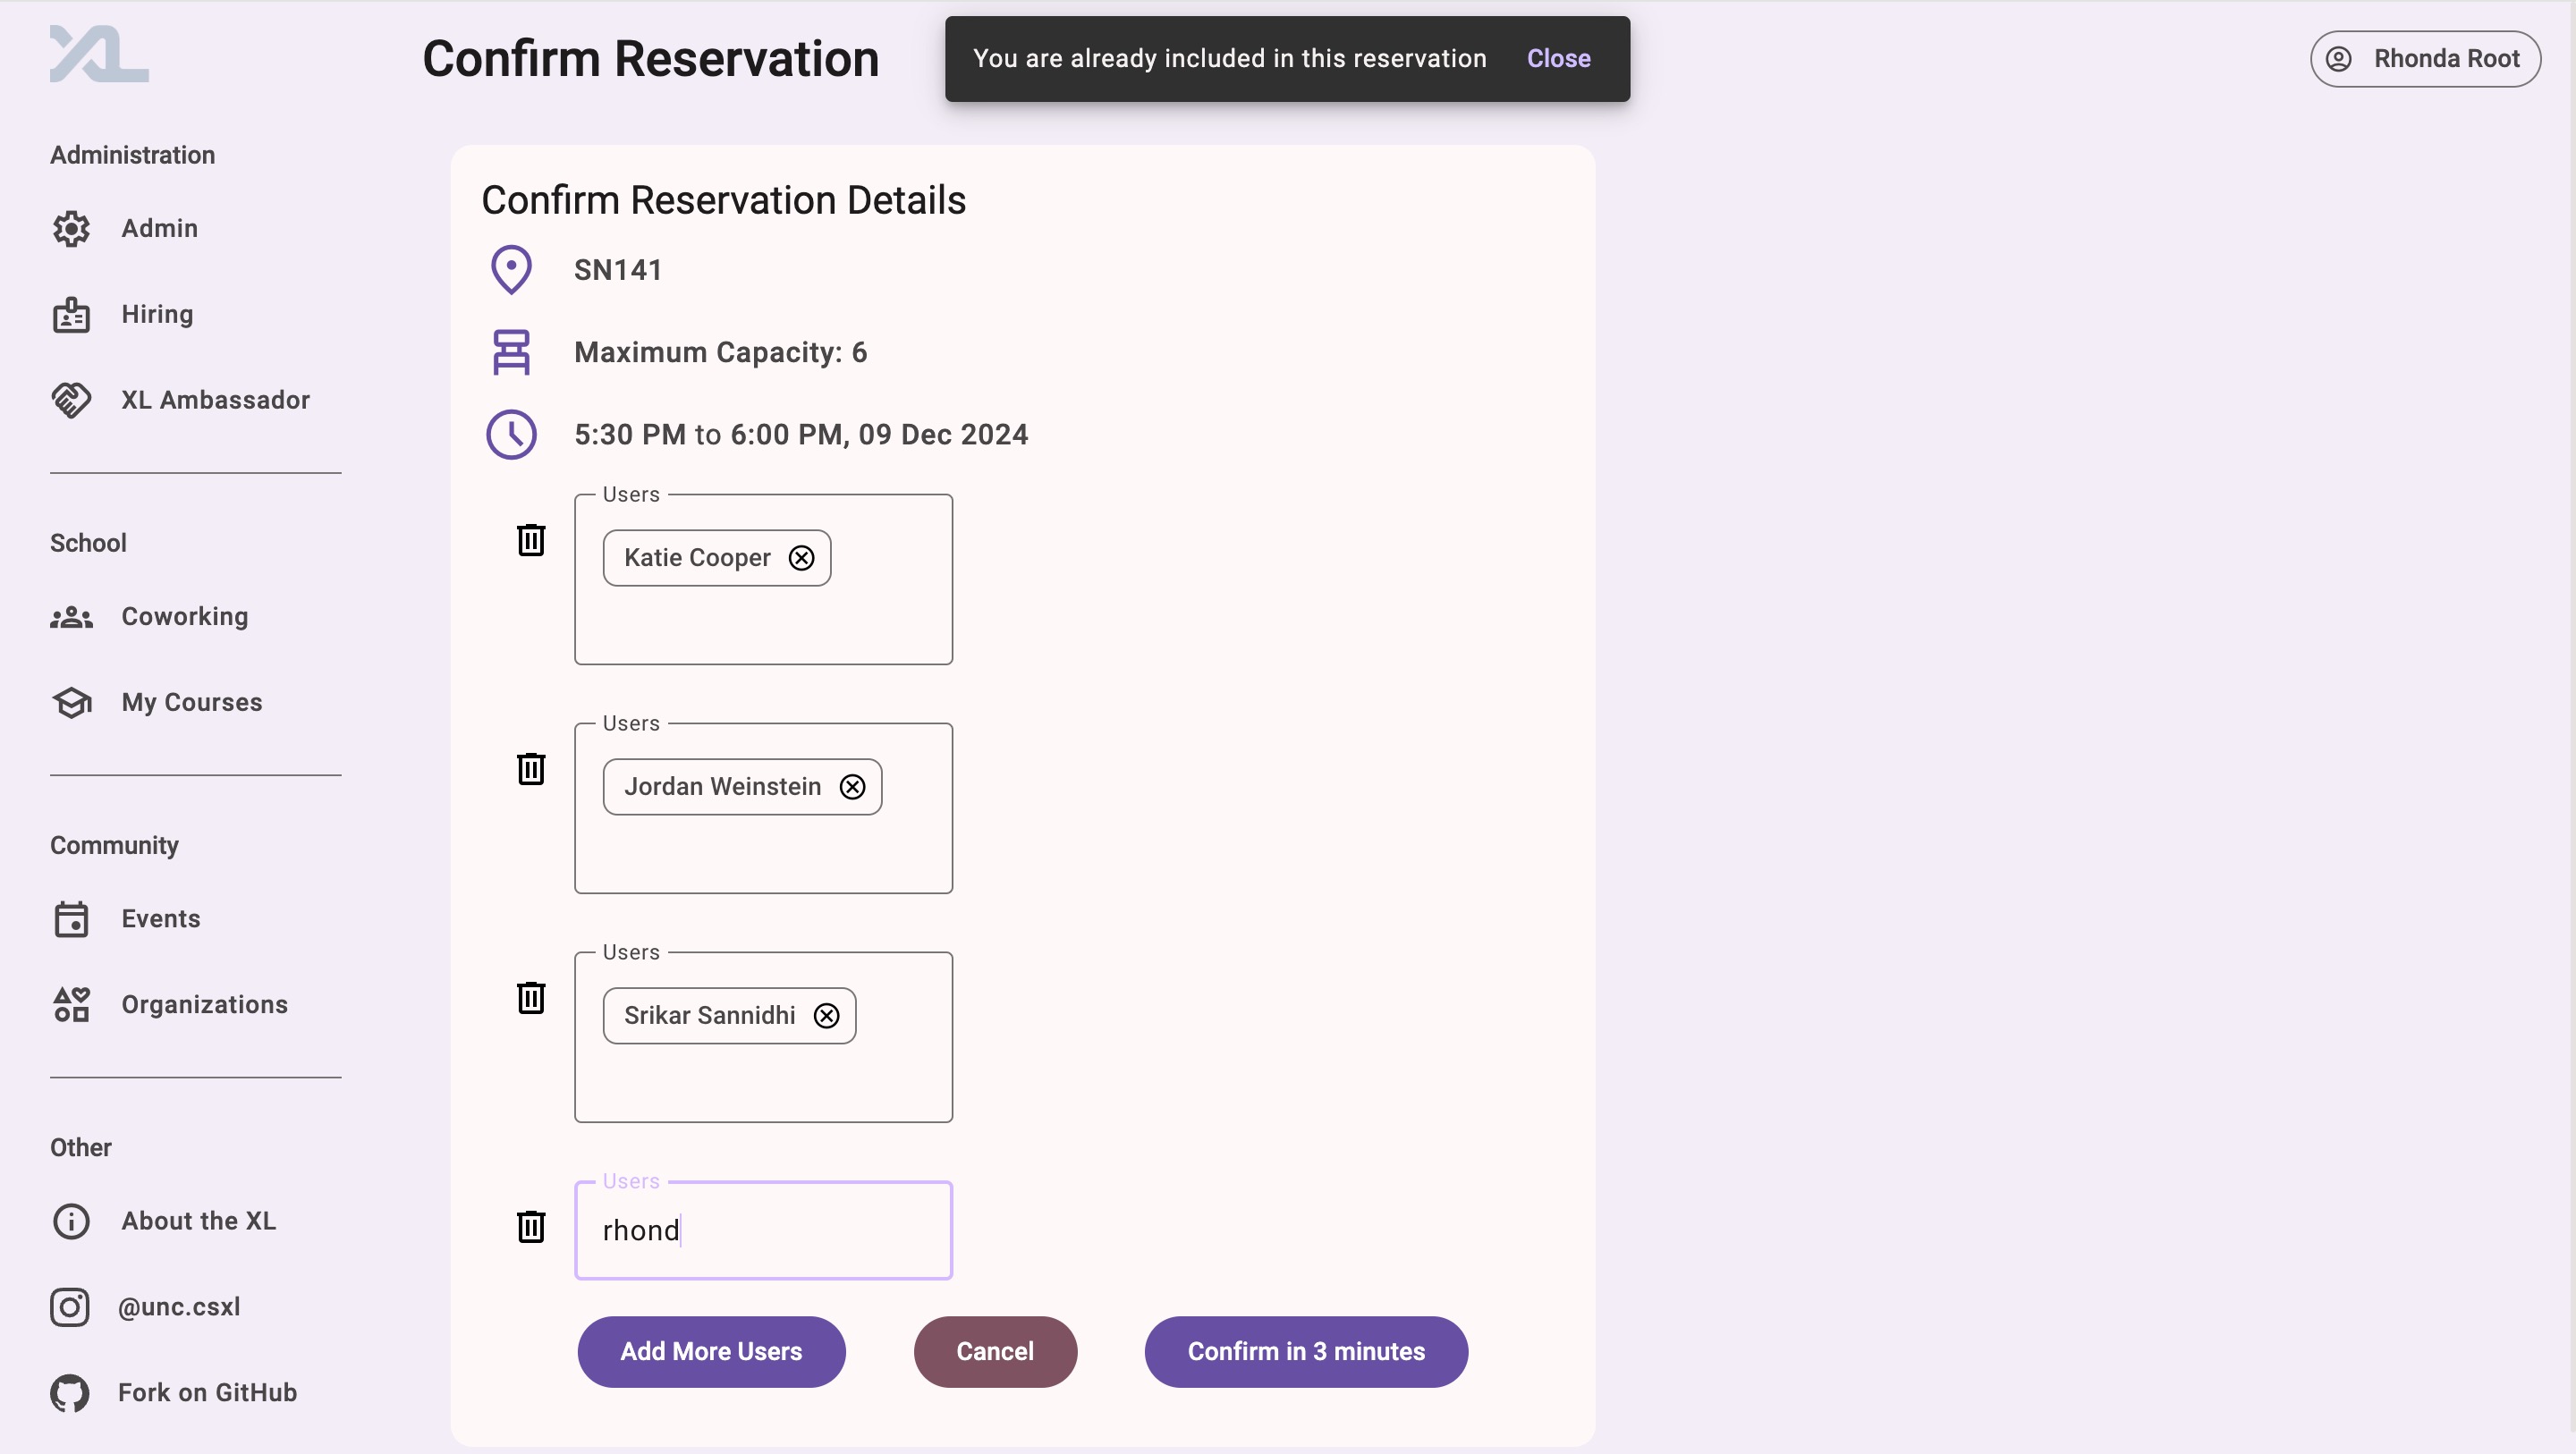 XL
Confirm Reservation
You are already included in this reservation Close
Rhonda Root
Administration
Admin
Hiring
XL Ambassador
School
Coworking
My Courses
Community
Events
Organizations
Other
About the XL
@unc.csxl
Fork on GitHub
Confirm Reservation Details
SN141
Maximum Capacity: 6
5:30 PM to 6:00 PM, 09 Dec 2024
Users
Katie Cooper
Users
Jordan Weinstein
Users
Srikar Sannidhi
Users
rhond
Add More Users Cancel Confirm in 3 minutes